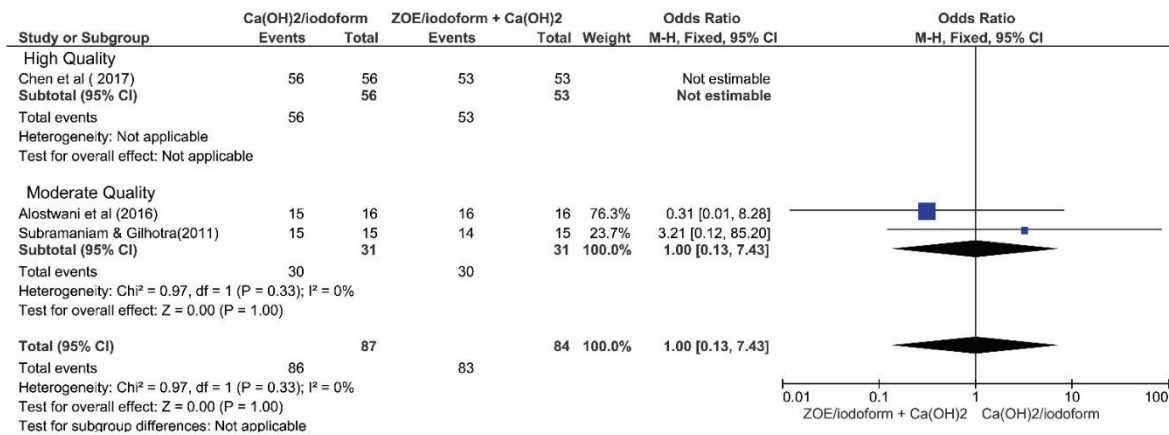 Ca(OH)2/iodoform ZOE/iodoform + Ca(OH)2 Odds Ratio Odds Ratio
Study or Subgroup Events Total Events Total Weight M-H, Fixed, 95% CI M-H, Fixed, 95% CI
High Quality
Chen et al ( 2017) 56 56 53 53 Not estimable
Subtotal (95% CI) 56 53 Not estimable
Total events 56 53
Heterogeneity: Not applicable
Test for overall effect: Not applicable
Moderate Quality
Alostwani et al (2016) 15 16 16 16 76.3% 0.31 [0.01, 8.28]
Subramaniam & Gilhotra(2011) 15 15 14 15 23.7% 3.21 [0.12, 85.20]
Subtotal (95% CI) 31 31 100.0% 1.00 [0.13, 7.43]
Total events 30 30
Heterogeneity: Chi² = 0.97, df = 1 (P = 0.33); I² = 0%
Test for overall effect: Z = 0.00 (P = 1.00)
Total (95% CI) 87 84 100.0% 1.00 [0.13, 7.43]
Total events 86 83
Heterogeneity: Chi² = 0.97, df = 1 (P = 0.33); I² = 0%
Test for overall effect: Z = 0.00 (P = 1.00)
Test for subgroup differences: Not applicable
0.01 0.1 1 10 100
ZOE/iodoform + Ca(OH)2 Ca(OH)2/iodoform